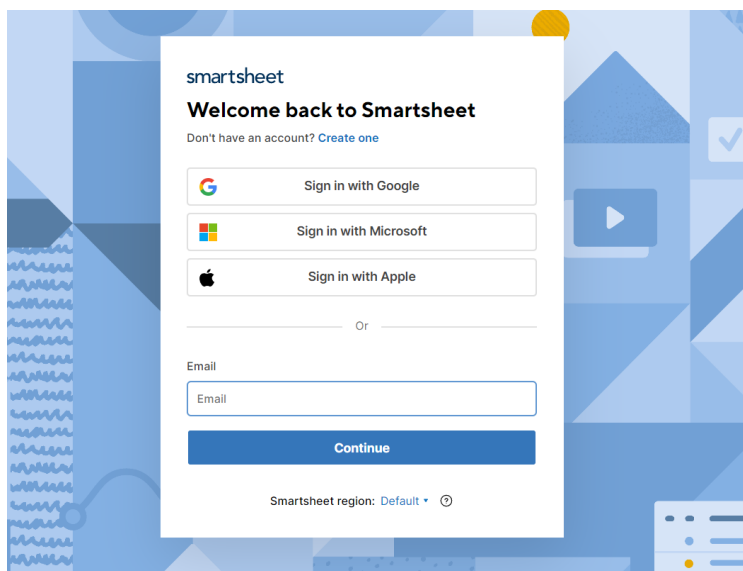 smartsheet
Welcome back to Smartsheet
Don't have an account? Create one
Sign in with Google
Sign in with Microsoft
Sign in with Apple
Or
Email
Email
Continue
Smartsheet region: Default ?